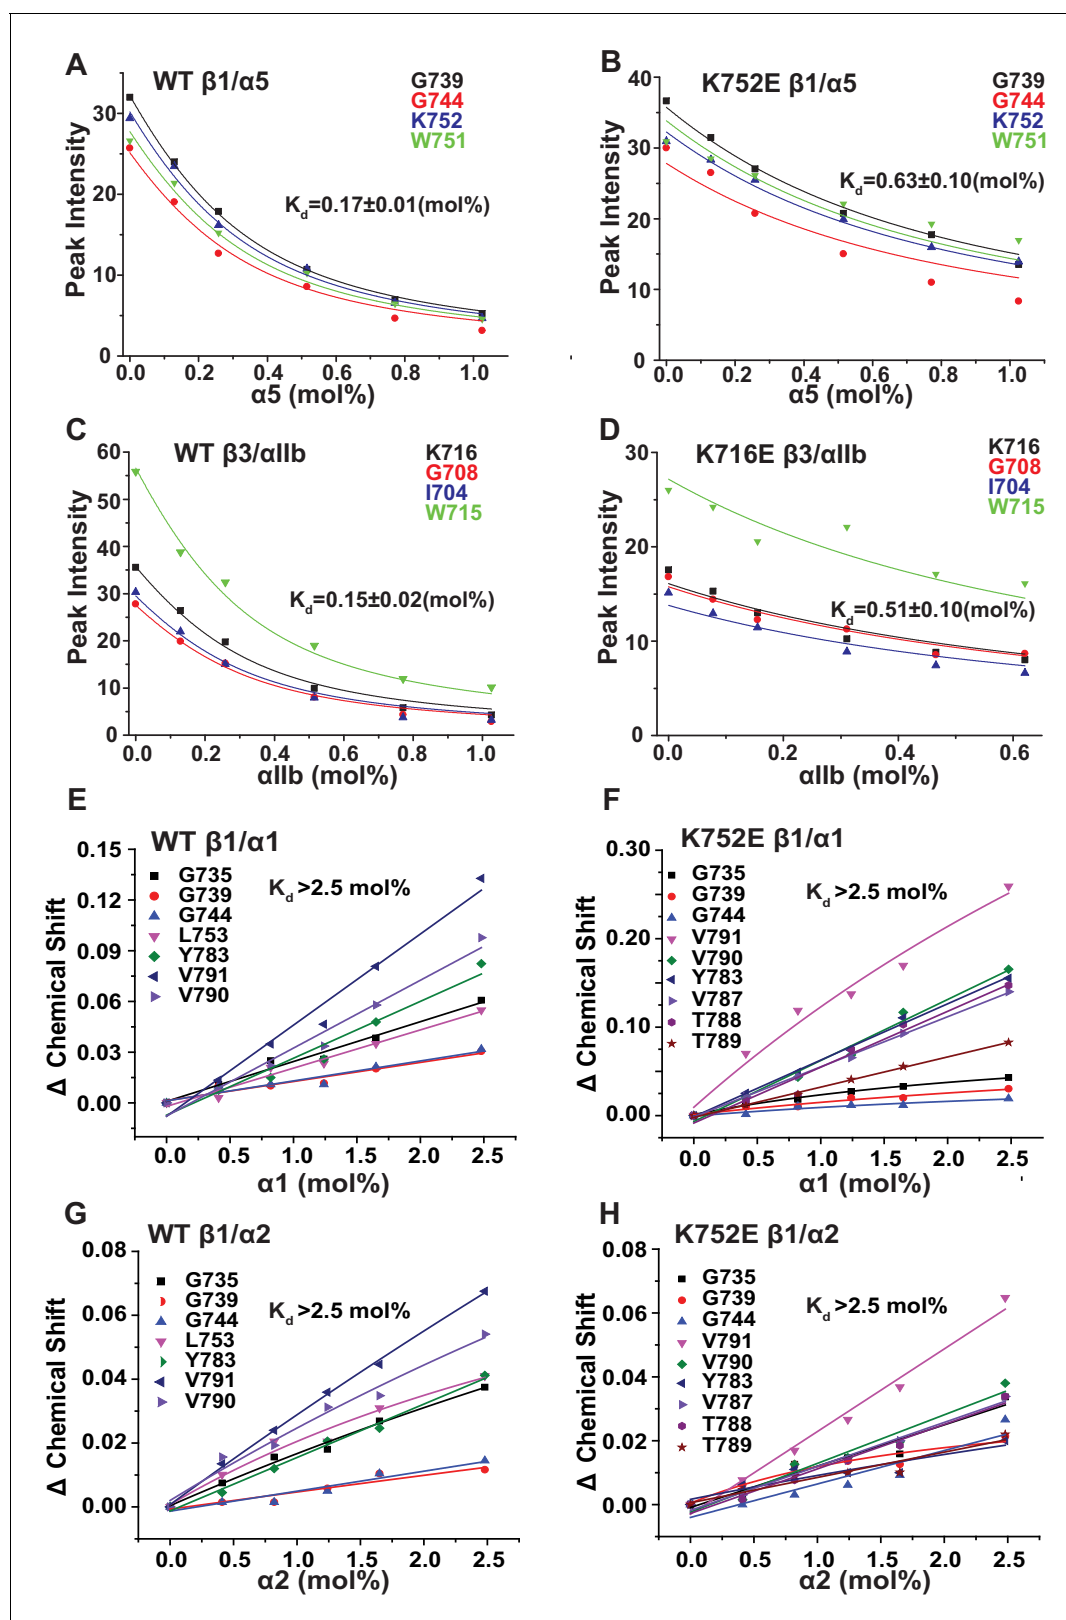 A
WT β1/α5
G739
G744
K752
W751
Kd=0.17±0.01(mol%)
Peak Intensity
30
20
10
0
0.0 0.2 0.4 0.6 0.8 1.0
α5 (mol%)
B
K752E β1/α5
G739
G744
K752
W751
Kd=0.63±0.10(mol%)
Peak Intensity
40
30
20
10
0
0.0 0.2 0.4 0.6 0.8 1.0
α5 (mol%)
C
WT β3/αIIb
K716
G708
I704
W715
Kd=0.15±0.02(mol%)
Peak Intensity
60
50
40
30
20
10
0
0.0 0.2 0.4 0.6 0.8 1.0
αIIb (mol%)
D
K716E β3/αIIb
K716
G708
I704
W715
Kd=0.51±0.10(mol%)
Peak Intensity
30
20
10
0
0.0 0.2 0.4 0.6
αIIb (mol%)
E
WT β1/α1
G735
G739
G744
L753
Y783
V791
V790
Kd >2.5 mol%
Δ Chemical Shift
0.15
0.12
0.09
0.06
0.03
0.00
0.0 0.5 1.0 1.5 2.0 2.5
α1 (mol%)
F
K752E β1/α1
G735
G739
G744
V791
V790
Y783
V787
T788
T789
Kd >2.5 mol%
Δ Chemical Shift
0.30
0.20
0.10
0.00
0.0 0.5 1.0 1.5 2.0 2.5
α1 (mol%)
G
WT β1/α2
G735
G739
G744
L753
Y783
V791
V790
Kd >2.5 mol%
Δ Chemical Shift
0.08
0.06
0.04
0.02
0.00
0.0 0.5 1.0 1.5 2.0 2.5
α2 (mol%)
H
K752E β1/α2
G735
G739
G744
V791
V790
Y783
V787
T788
T789
Kd >2.5 mol%
Δ Chemical Shift
0.08
0.06
0.04
0.02
0.00
0.0 0.5 1.0 1.5 2.0 2.5
α2 (mol%)